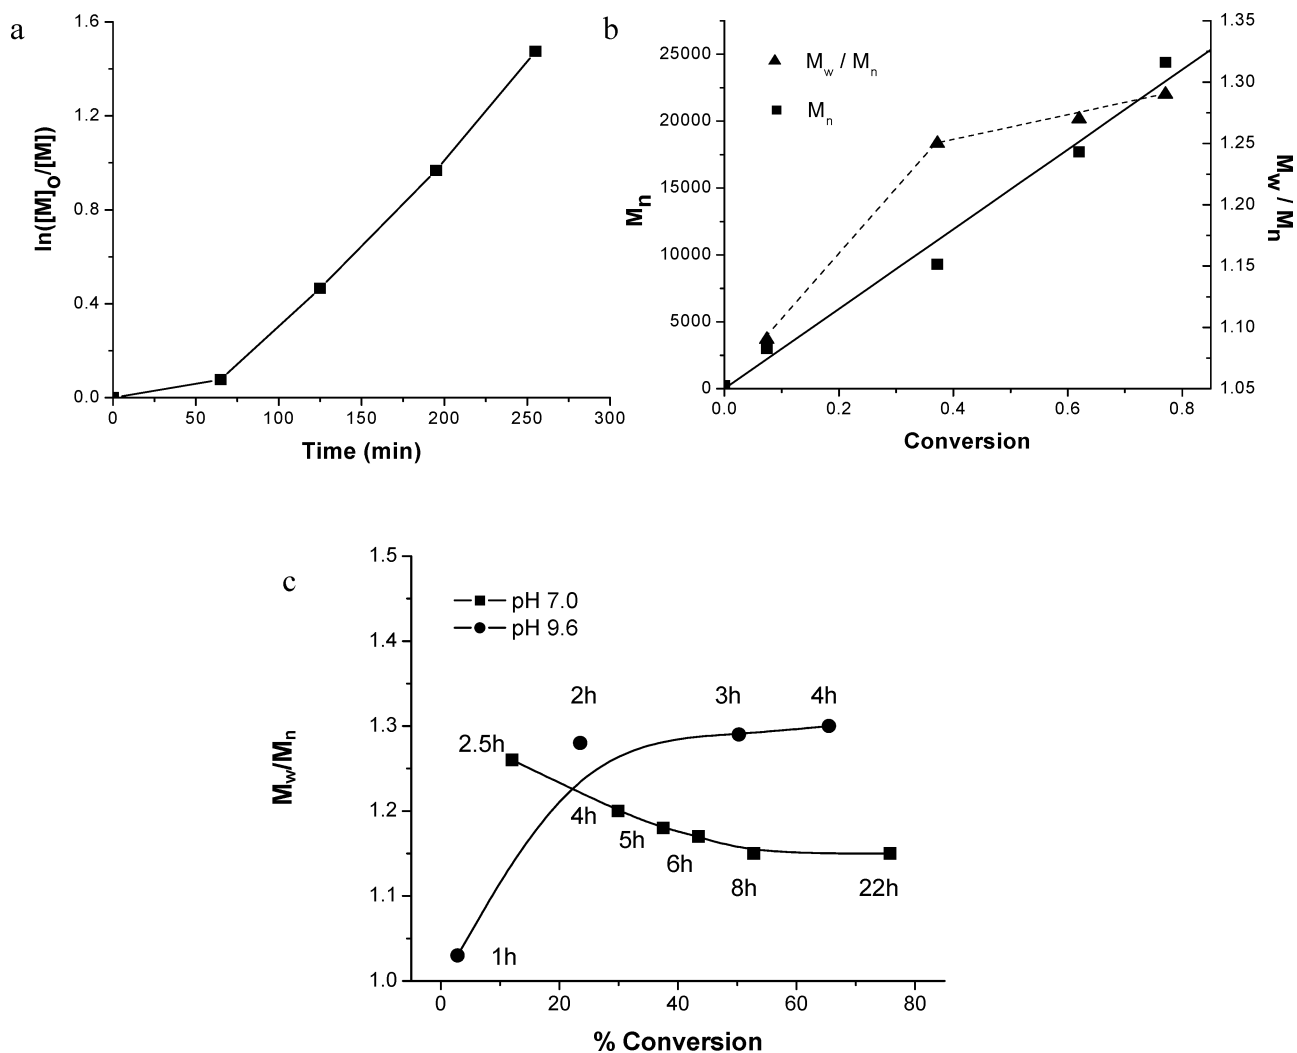 a
1.6
1.2
0.8
0.4
0.0
ln([M]o/[M])
0 50 100 150 200 250 300
Time (min)
b
25000
20000
15000
10000
5000
0
Mn
Mw / Mn
Mn
1.35
1.30
1.25
1.20
1.15
1.10
1.05
Mw / Mn
0.0 0.2 0.4 0.6 0.8
Conversion
c
1.5
1.4
1.3
1.2
1.1
1.0
Mw/Mn
pH 7.0
pH 9.6
2h 3h 4h
2.5h
4h
5h
6h
8h 22h
1h
0 20 40 60 80
% Conversion